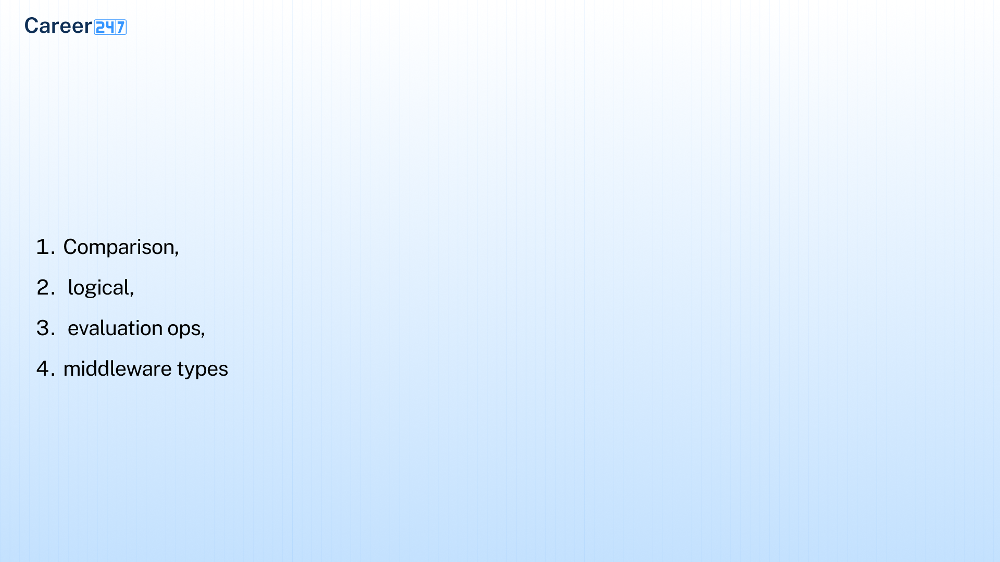 Career247
1. Comparison,
2. logical,
3. evaluation ops,
4. middleware types